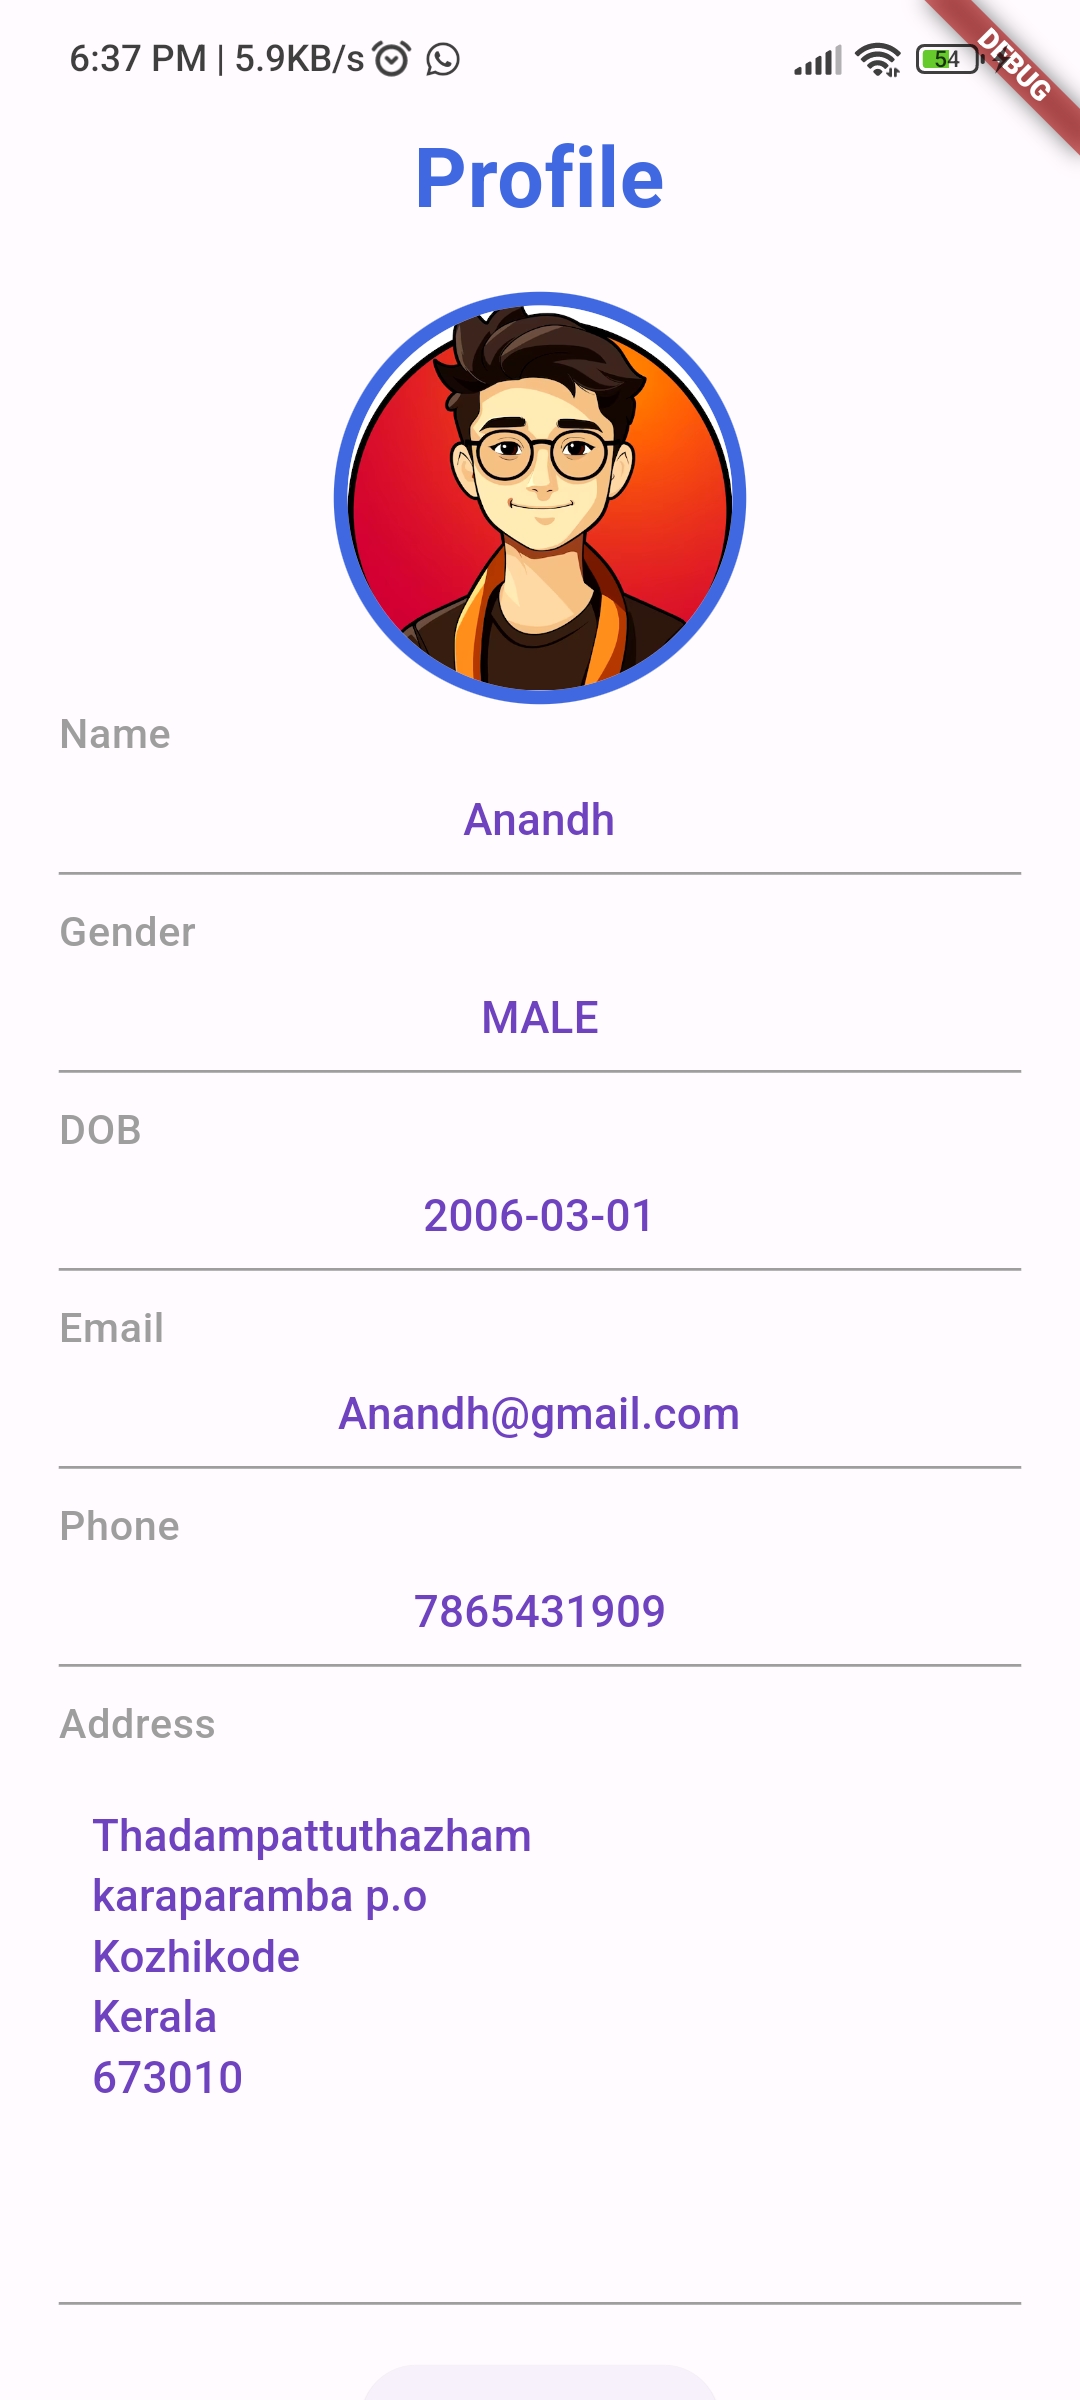 6:37 PM | 5.9KB/s
54
DEBUG
Profile
Name
Anandh
Gender
MALE
DOB
2006-03-01
Email
Anandh@gmail.com
Phone
7865431909
Address
Thadampattuthazham
karaparamba p.o
Kozhikode
Kerala
673010